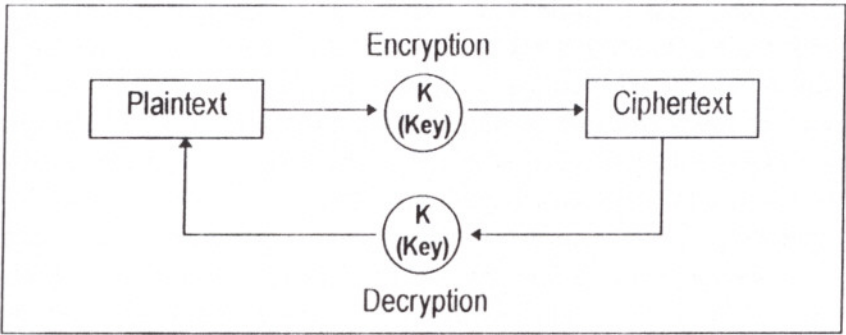 Encryption
Plaintext
K
(Key)
Ciphertext
K
(Key)
Decryption